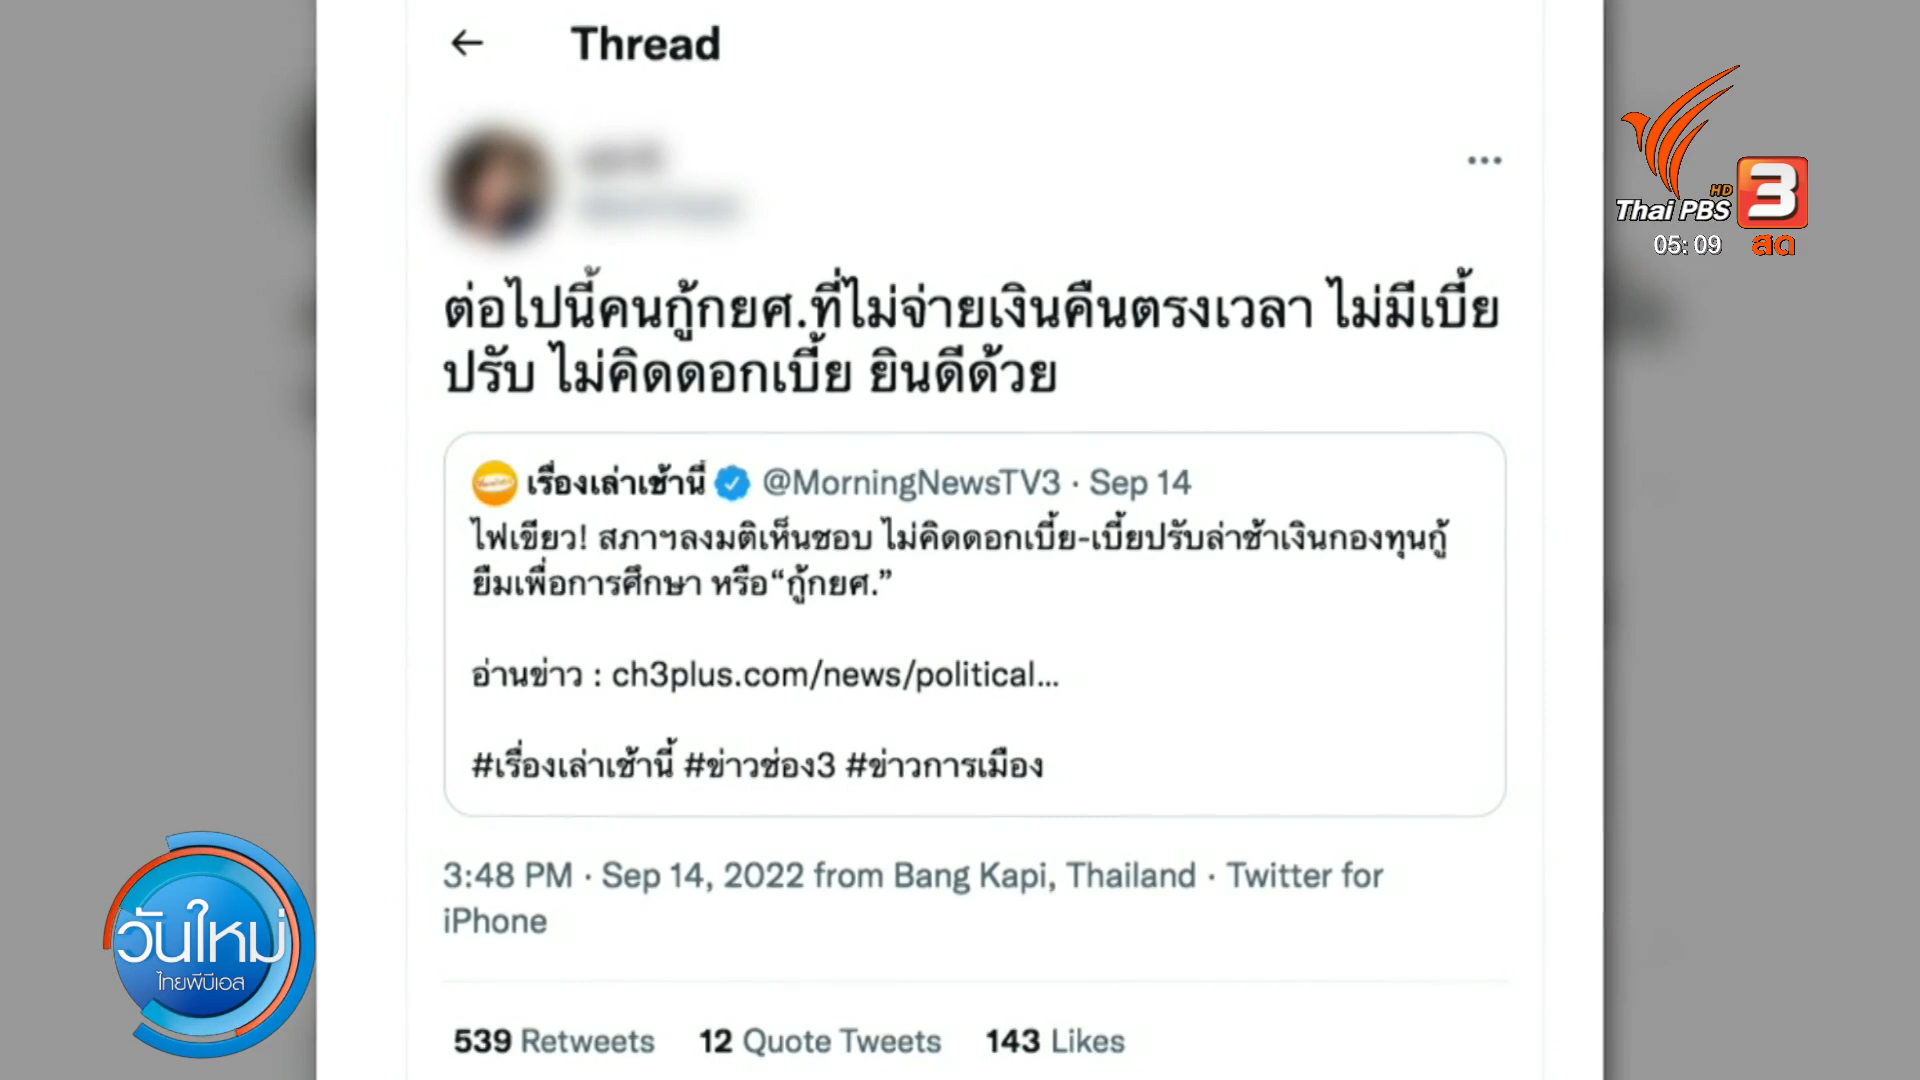 Thread
ต่อไปนี้คนกู้กยศ.ที่ไม่จ่ายเงินคืนตรงเวลา ไม่มีเบี้ย
ปรับ ไม่คิดดอกเบี้ย ยินดีด้วย
เรื่องเล่าเช้านี้ @MorningNewsTV3 · Sep 14
ไฟเขียว! สภาฯลงมติเห็นชอบ ไม่คิดดอกเบี้ย-เบี้ยปรับล่าช้าเงินกองทุนกู้
ยืมเพื่อการศึกษา หรือ“กู้กยศ.”
อ่านข่าว : ch3plus.com/news/political...
#เรื่องเล่าเช้านี้ #ข่าวช่อง3 #ข่าวการเมือง
3:48 PM · Sep 14, 2022 from Bang Kapi, Thailand · Twitter for
iPhone
539 Retweets 12 Quote Tweets 143 Likes
HD
Thai PBS 3
05:09 สด
วันใหม่
ไทยพีบีเอส